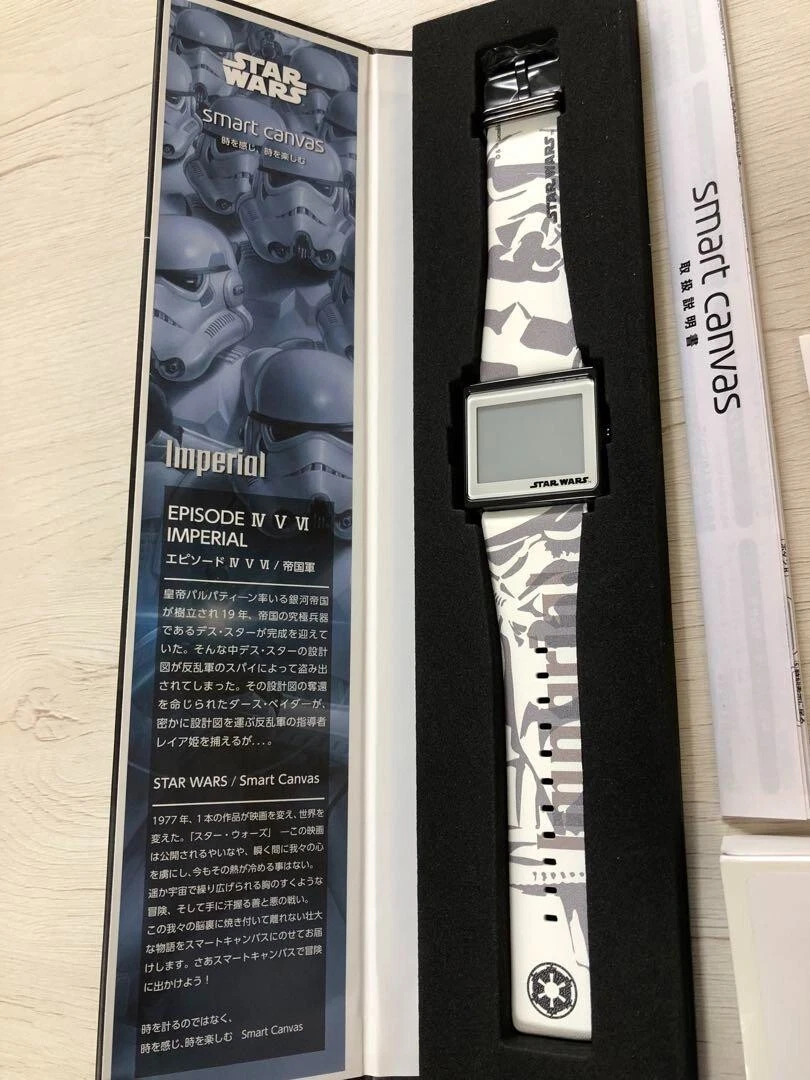 STAR
WARS
smart canvas
時を感じ、時を楽しむ
Imperial
EPISODE Ⅳ Ⅴ Ⅵ
IMPERIAL
エピソード Ⅳ Ⅴ Ⅵ / 帝国軍
皇帝パルパティーン率いる銀河帝国
が樹立され19年、帝国の究極兵器
であるデス・スターが完成を迎えて
いた。そんな中デス・スターの設計
図が反乱軍のスパイによって盗み出
されてしまった。その設計図の奪還
を命じられたダース・ベイダーが、
密かに設計図を運ぶ反乱軍の指導者
レイア姫を捕えるが...。
STAR WARS / Smart Canvas
1977年、1本の作品が映画を変え、世界を
変えた。「スター・ウォーズ」 ―この映画
は公開されるやいなや、瞬く間に我々の心
を虜にし、今もその熱が冷める事はない。
遥か宇宙で繰り広げられる胸のすくような
冒険、そして手に汗握る善と悪の戦い。
この我々の脳裏に焼き付いて離れない壮大
な物語をスマートキャンバスにのせてお届
けします。さあスマートキャンバスで冒険
に出かけよう！
時を計るのではなく、
時を感じ、時を楽しむ Smart Canvas
STAR WARS
STAR WARS
Imperial
smart canvas
取扱説明書